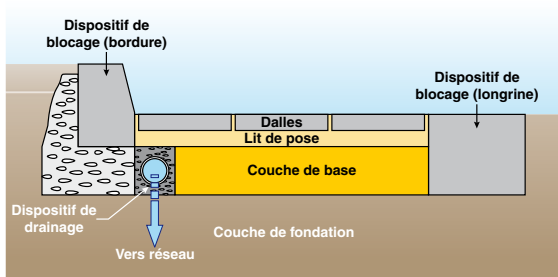 Dispositif de
blocage (bordure)
Dispositif de
blocage (longrine)
Dalles
Lit de pose
Couche de base
Dispositif de
drainage
Couche de fondation
Vers réseau